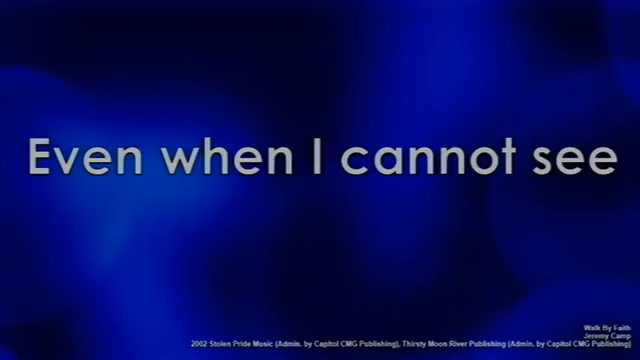 Even when I cannot see
Walk By Faith
Jeremy Camp
2002 Stolen Pride Music (Admin. by Capitol CMG Publishing), Thirsty Moon River Publishing (Admin. by Capitol CMG Publishing)